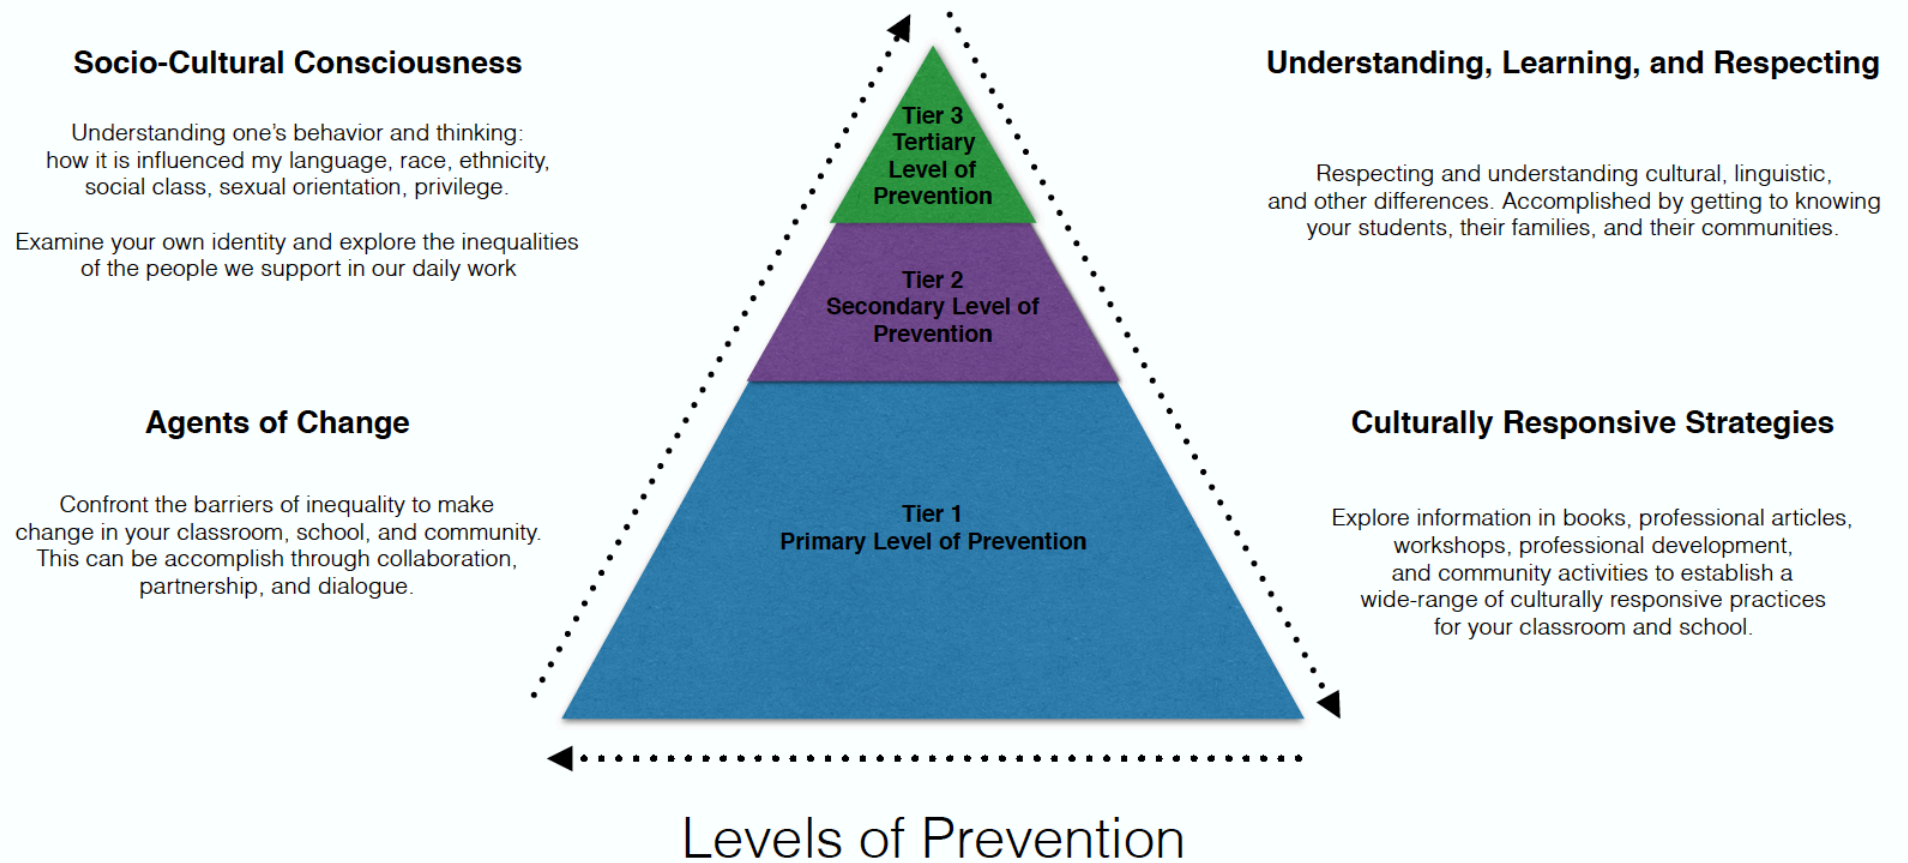 Socio-Cultural Consciousness
Understanding one's behavior and thinking:
how it is influenced my language, race, ethnicity,
social class, sexual orientation, privilege.
Examine your own identity and explore the inequalities
of the people we support in our daily work
Agents of Change
Confront the barriers of inequality to make
change in your classroom, school, and community.
This can be accomplish through collaboration,
partnership, and dialogue.
Tier 3
Tertiary
Level of
Prevention
Tier 2
Secondary Level of
Prevention
Tier 1
Primary Level of Prevention
Understanding, Learning, and Respecting
Respecting and understanding cultural, linguistic,
and other differences. Accomplished by getting to knowing
your students, their families, and their communities.
Culturally Responsive Strategies
Explore information in books, professional articles,
workshops, professional development,
and community activities to establish a
wide-range of culturally responsive practices
for your classroom and school.
Levels of Prevention